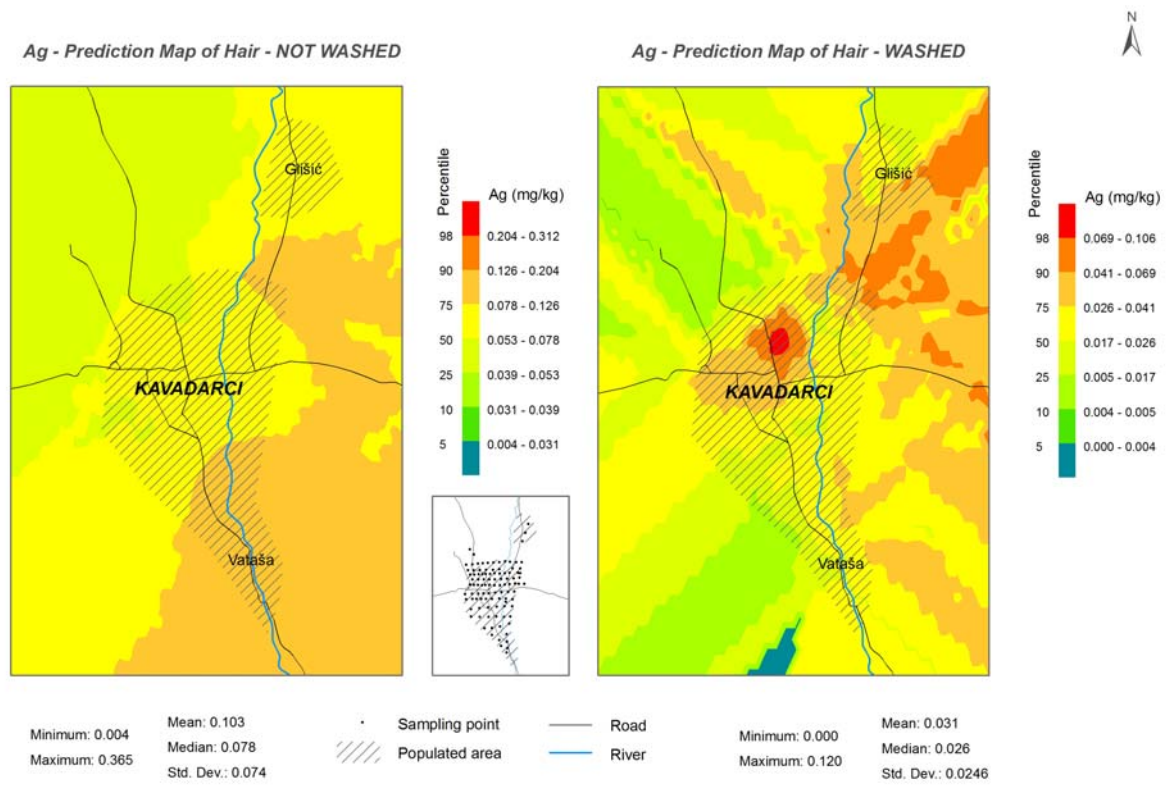 N
Ag - Prediction Map of Hair - NOT WASHED
Ag - Prediction Map of Hair - WASHED
Glišić
KAVADARCI
Vataša
Percentile
Ag (mg/kg)
98
0.204 - 0.312
90
0.126 - 0.204
75
0.078 - 0.126
50
0.053 - 0.078
25
0.039 - 0.053
10
0.031 - 0.039
5
0.004 - 0.031
Glišić
KAVADARCI
Vataša
Percentile
Ag (mg/kg)
98
0.069 - 0.106
90
0.041 - 0.069
75
0.026 - 0.041
50
0.017 - 0.026
25
0.005 - 0.017
10
0.004 - 0.005
5
0.000 - 0.004
Minimum: 0.004
Maximum: 0.365
Mean: 0.103
Median: 0.078
Std. Dev.: 0.074
Sampling point
Populated area
Road
River
Minimum: 0.000
Maximum: 0.120
Mean: 0.031
Median: 0.026
Std. Dev.: 0.0246